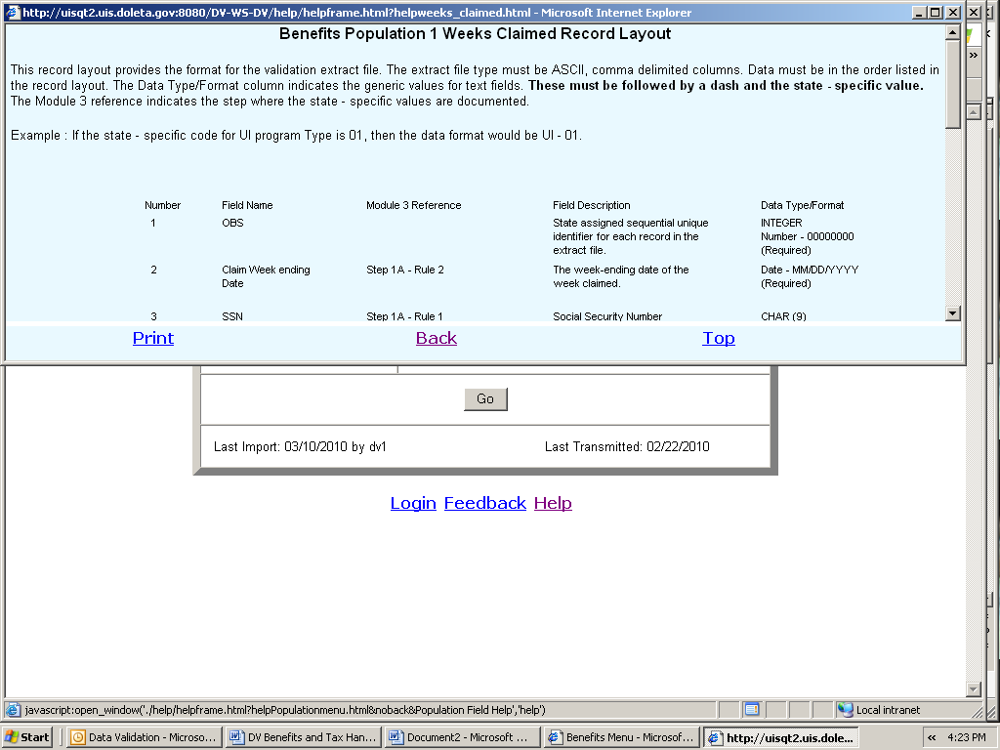 http://uisqt2.uis.doleta.gov:8080/DV-WS-DV/help/helpframe.html?helpweeks_claimed.html - Microsoft Internet Explorer
Benefits Population 1 Weeks Claimed Record Layout
This record layout provides the format for the validation extract file. The extract file type must be ASCII, comma delimited columns. Data must be in the order listed in
the record layout. The Data Type/Format column indicates the generic values for text fields. These must be followed by a dash and the state - specific value.
The Module 3 reference indicates the step where the state - specific values are documented.
Example : If the state - specific code for UI program Type is 01, then the data format would be UI - 01.
Number Field Name Module 3 Reference Field Description Data Type/Format
1 OBS State assigned sequential unique INTEGER
identifier for each record in the Number - 00000000
extract file. (Required)
2 Claim Week ending Step 1A - Rule 2 The week-ending date of the Date - MM/DD/YYYY
Date week claimed. (Required)
3 SSN Step 1A - Rule 1 Social Security Number CHAR (9)
Print Back Top
Go
Last Import: 03/10/2010 by dv1 Last Transmitted: 02/22/2010
Login Feedback Help
javascript:open_window('./help/helpframe.html?helpPopulationmenu.html&noback&Population Field Help','help') Local intranet
Start Data Validation - Microso... DV Benefits and Tax Han... Document2 - Microsoft ... Benefits Menu - Microsof... http://uisqt2.uis.dole... « 4:23 PM